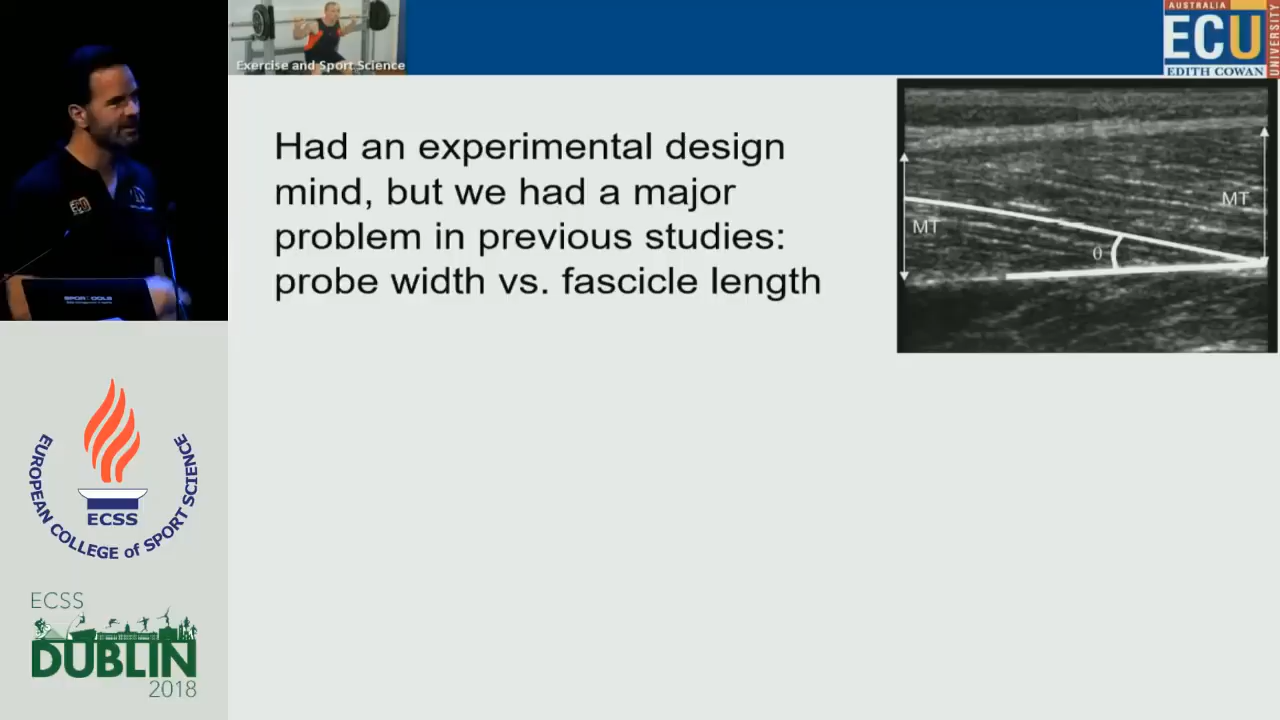 Exercise and Sport Science
AUSTRALIA
ECU
EDITH COWAN
UNIVERSITY
Had an experimental design
mind, but we had a major
problem in previous studies:
probe width vs. fascicle length
MT
MT
θ
ECSS
EUROPEAN COLLEGE of SPORT SCIENCE
ECSS
DUBLIN
2018